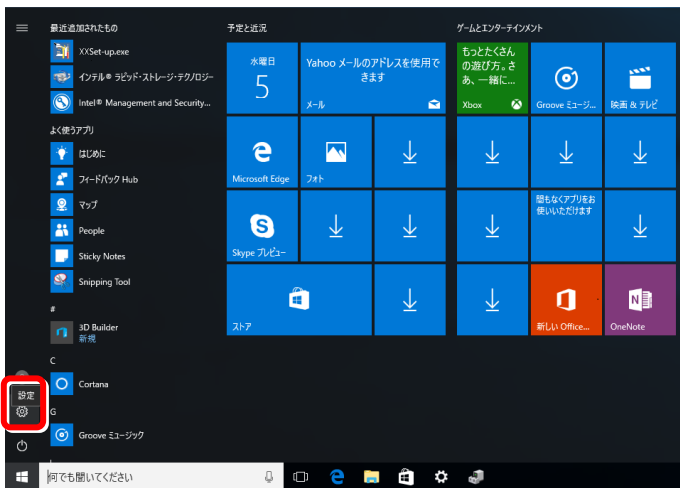 最近追加されたもの
XXSet-up.exe
インテル® ラピッド・ストレージ・テクノロジー
Intel® Management and Security...
よく使うアプリ
はじめに
フィードバック Hub
マップ
People
Sticky Notes
Snipping Tool
#
3D Builder
新規
C
Cortana
設定
G
Groove ミュージック
何でも聞いてください
予定と近況
水曜日
5
Yahoo メールのアドレスを使用で
きます
メール
Microsoft Edge
フォト
Skype プレビュー
ストア
ゲームとエンターテインメント
もっとたくさん
の遊び方。さ
あ、一緒に...
Xbox
Groove ミュージ...
映画 & テレビ
間もなくアプリをお
使いいただけます
新しい Office...
OneNote